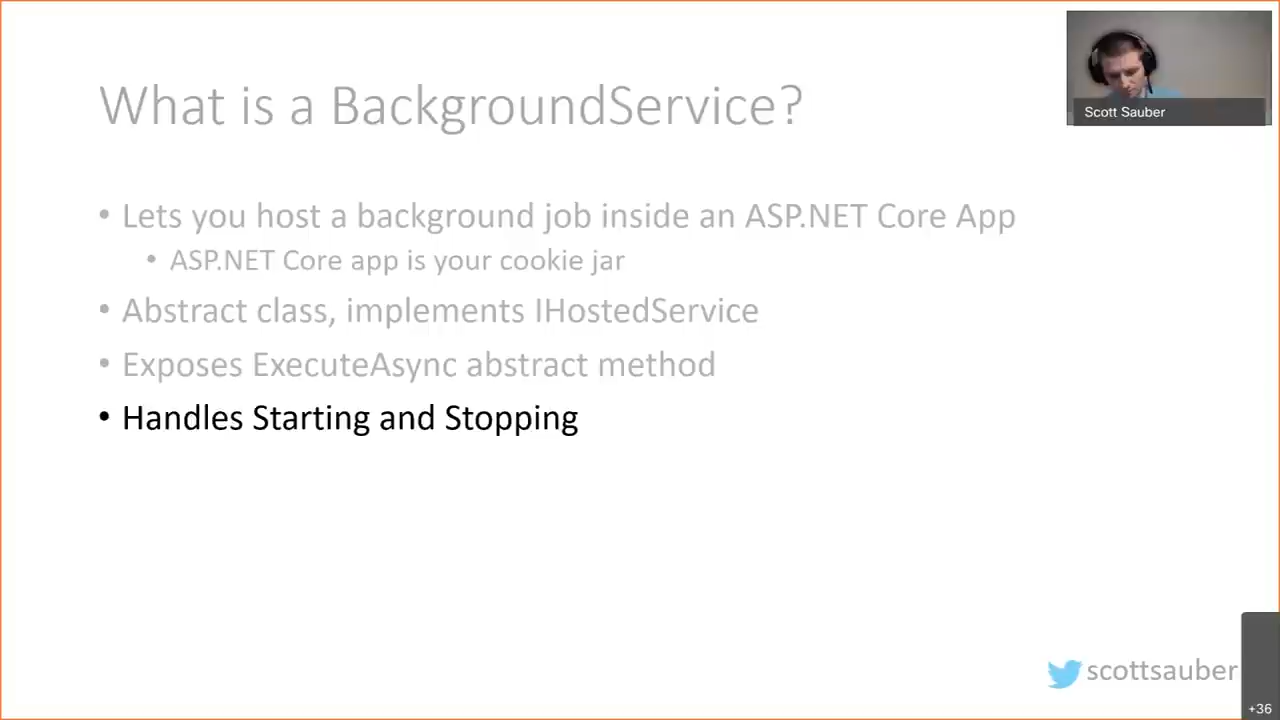 What is a BackgroundService?
Scott Sauber
• Lets you host a background job inside an ASP.NET Core App
• ASP.NET Core app is your cookie jar
• Abstract class, implements IHostedService
• Exposes ExecuteAsync abstract method
• Handles Starting and Stopping
scottsauber
+36